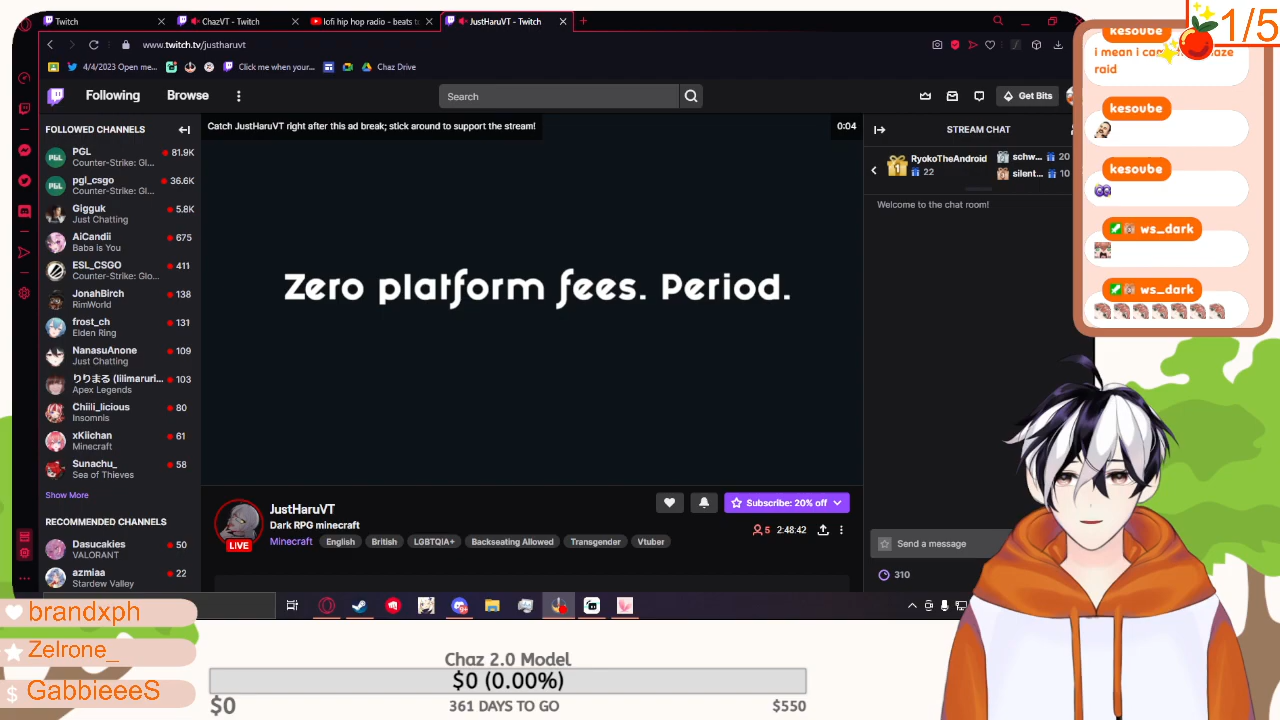 Twitch
ChazVT - Twitch
lofi hip hop radio - beats t
JustHaruVT - Twitch
www.twitch.tv/justharuvt
4/4/2023 Open me...
Click me when your...
Chaz Drive
Following
Browse
Search
Get Bits
FOLLOWED CHANNELS
PGL
81.9K
Counter-Strike: Gl...
pgl_csgo
36.6K
Counter-Strike: Gl...
Gigguk
5.8K
Just Chatting
AiCandii
675
Baba is You
ESL_CSGO
411
Counter-Strike: Glo...
JonahBirch
138
RimWorld
frost_ch
131
Elden Ring
NanasuAnone
109
Just Chatting
りりまる (lilimaruri...
103
Apex Legends
Chiili_licious
80
Insomnis
xKiichan
61
Minecraft
Sunachu_
58
Sea of Thieves
Show More
RECOMMENDED CHANNELS
Dasucakies
50
VALORANT
azmiaa
22
Stardew Valley
Catch JustHaruVT right after this ad break; stick around to support the stream!
0:04
Zero platform fees. Period.
JustHaruVT
LIVE
Dark RPG minecraft
Minecraft
English
British
LGBTQIA+
Backseating Allowed
Transgender
Vtuber
Subscribe: 20% off
5
2:48:42
STREAM CHAT
1
RyokoTheAndroid
22
schw...
20
silent...
10
Welcome to the chat room!
Send a message
310
1/5
kesoube
raid
kesoube
kesoube
ws_dark
ws_dark
brandxph
Zelrone_
GabbieeeS
Chaz 2.0 Model
$0 (0.00%)
$0
361 DAYS TO GO
$550